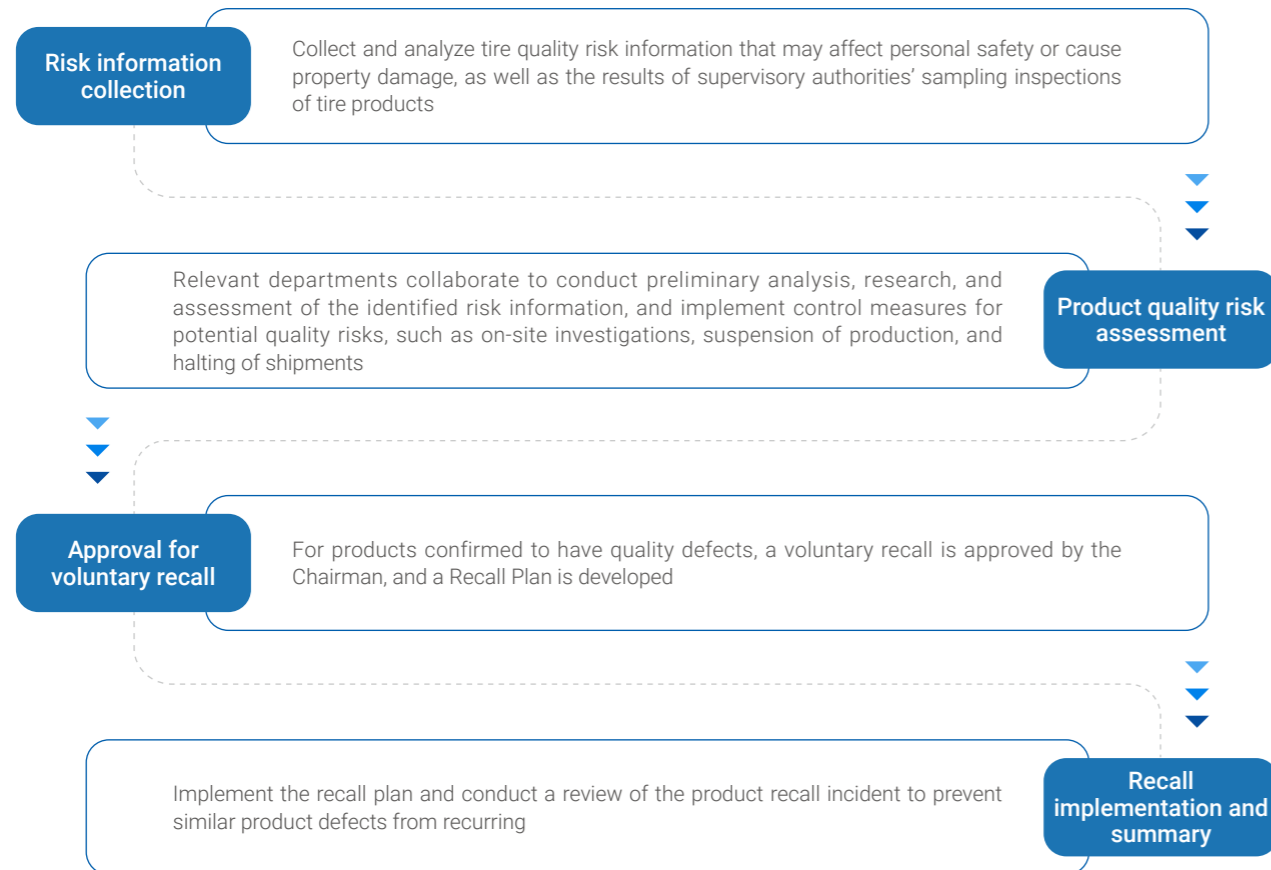 Risk information
collection
Collect and analyze tire quality risk information that may affect personal safety or cause
property damage, as well as the results of supervisory authorities’ sampling inspections
of tire products
Relevant departments collaborate to conduct preliminary analysis, research, and
assessment of the identified risk information, and implement control measures for
potential quality risks, such as on-site investigations, suspension of production, and
halting of shipments
Product quality risk
assessment
Approval for
voluntary recall
For products confirmed to have quality defects, a voluntary recall is approved by the
Chairman, and a Recall Plan is developed
Implement the recall plan and conduct a review of the product recall incident to prevent
similar product defects from recurring
Recall
implementation and
summary